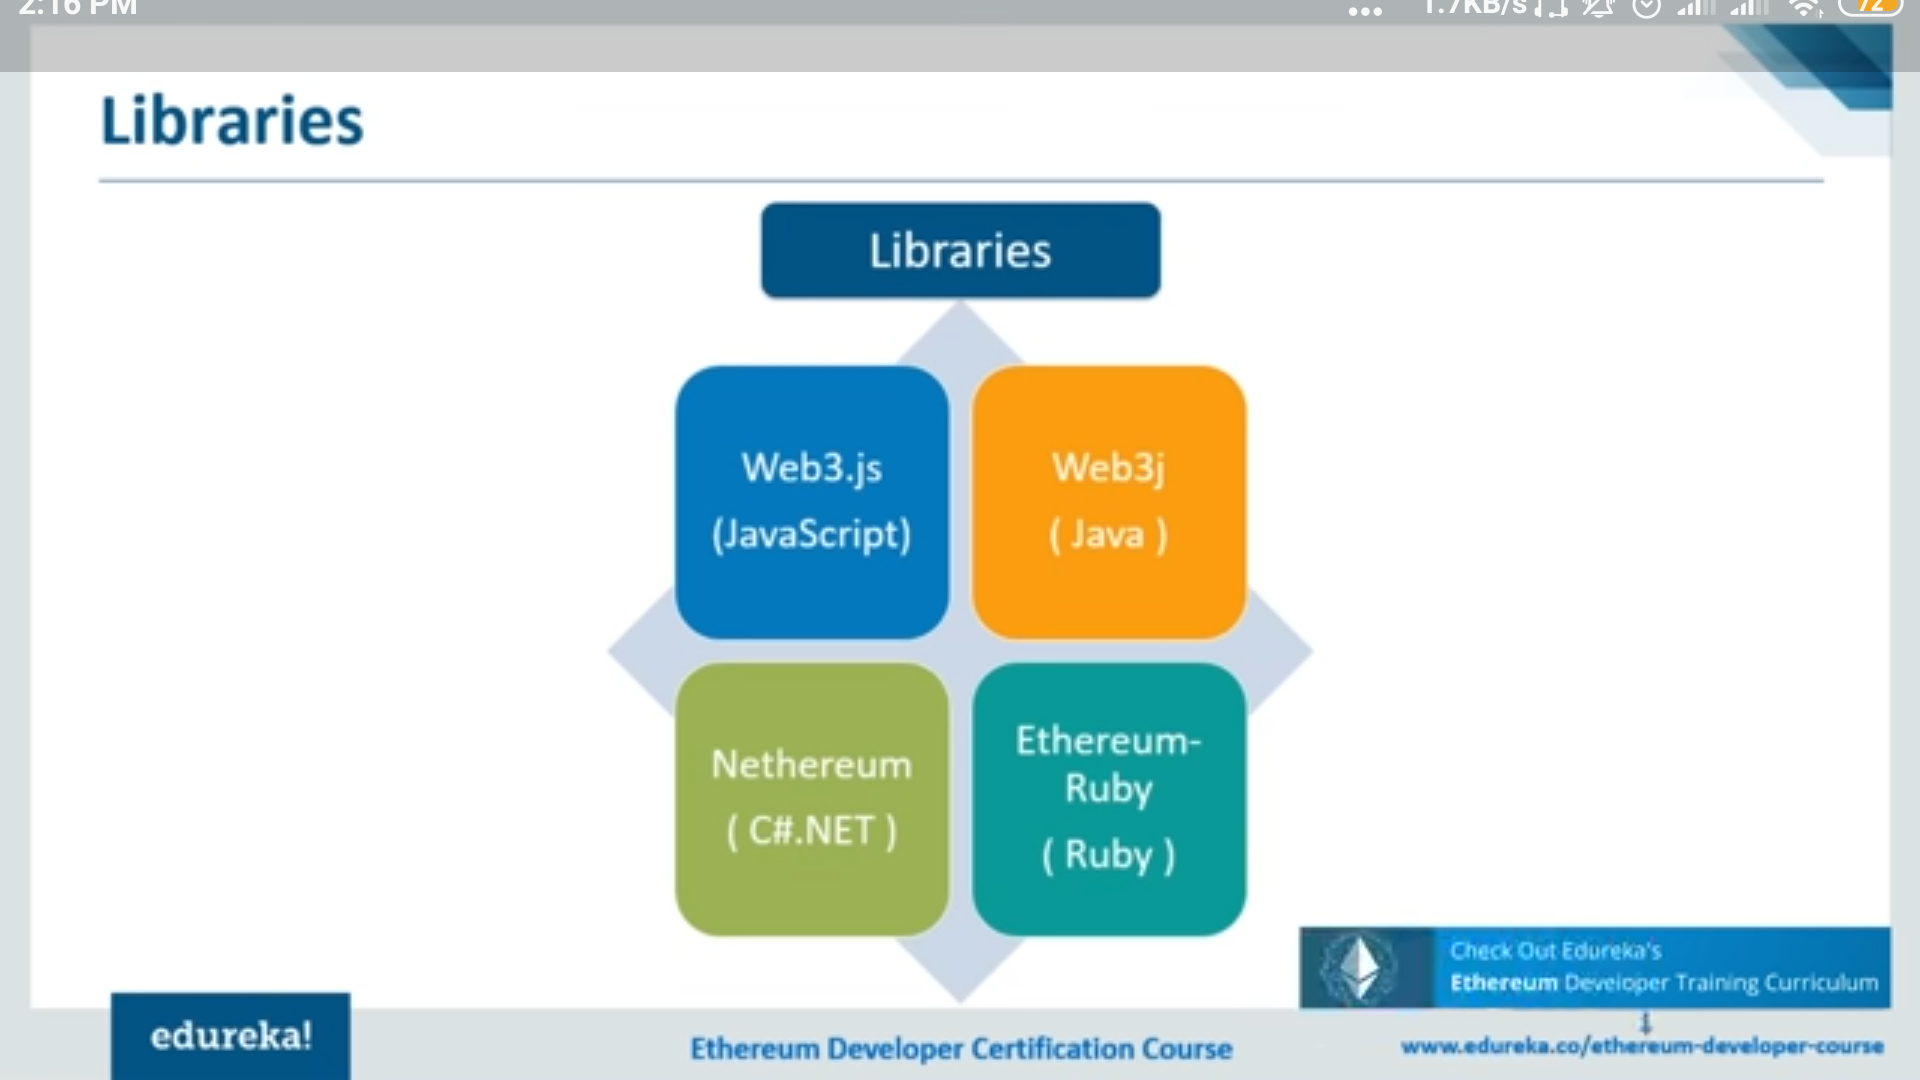 2:16 PM
1.7KB/s
72
Libraries
Libraries
Web3.js
(JavaScript)
Web3j
( Java )
Nethereum
( C#.NET )
Ethereum-
Ruby
( Ruby )
Check Out Edureka's
Ethereum Developer Training Curriculum
edureka!
Ethereum Developer Certification Course
www.edureka.co/ethereum-developer-course